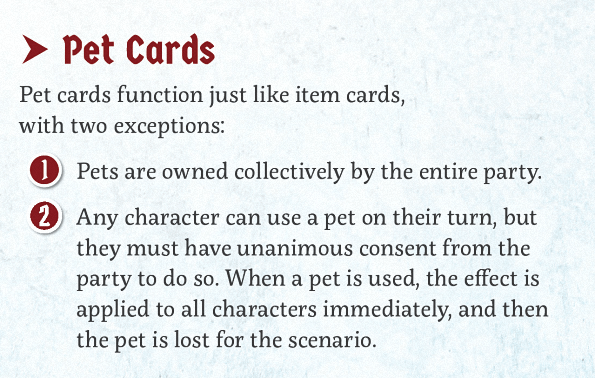 Pet Cards
Pet cards function just like item cards,
with two exceptions:
1 Pets are owned collectively by the entire party.
2 Any character can use a pet on their turn, but
they must have unanimous consent from the
party to do so. When a pet is used, the effect is
applied to all characters immediately, and then
the pet is lost for the scenario.